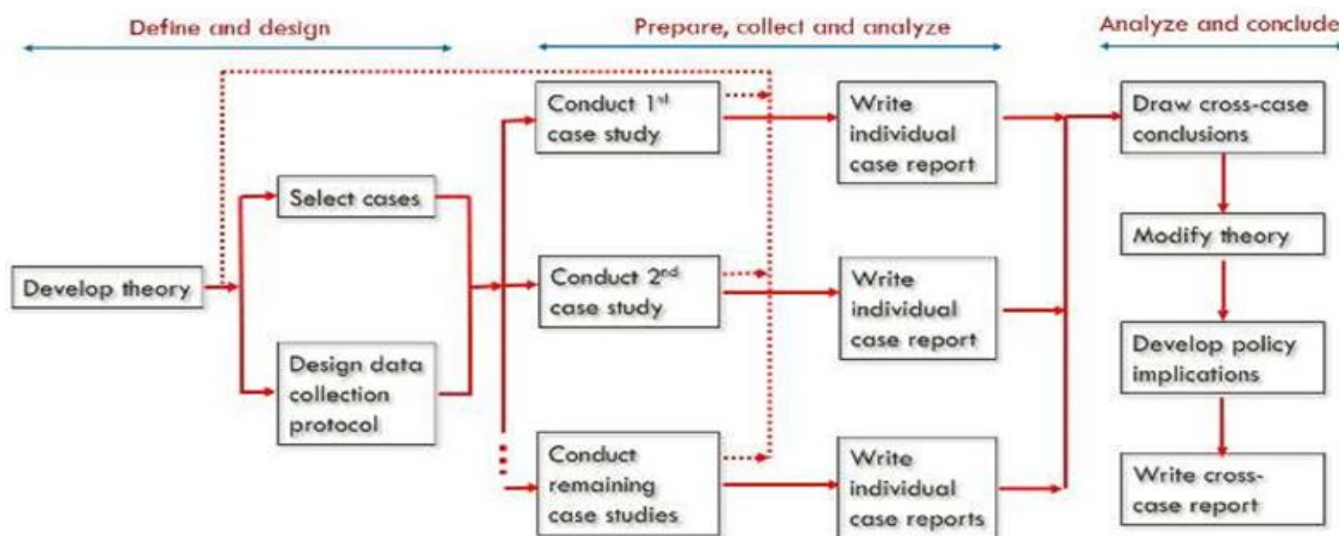 Define and design
Prepare, collect and analyze
Analyze and conclude
Develop theory
Select cases
Design data
collection
protocol
Conduct 1st
case study
Conduct 2nd
case study
Conduct
remaining
case studies
Write
individual
case report
Write
individual
case report
Write
individual
case reports
Draw cross-case
conclusions
Modify theory
Develop policy
implications
Write cross-
case report